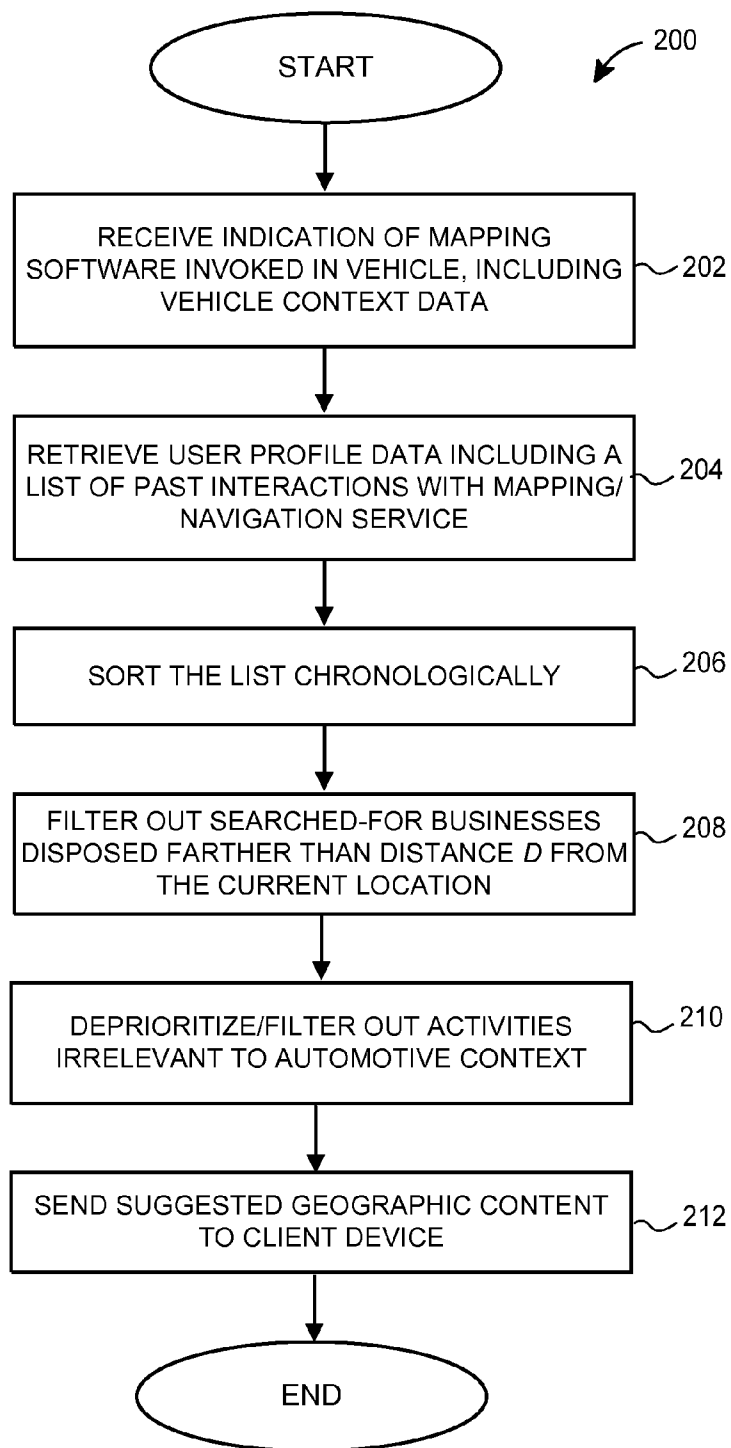 START
200
RECEIVE INDICATION OF MAPPING
SOFTWARE INVOKED IN VEHICLE, INCLUDING
VEHICLE CONTEXT DATA
202
RETRIEVE USER PROFILE DATA INCLUDING A
LIST OF PAST INTERACTIONS WITH MAPPING/
NAVIGATION SERVICE
204
SORT THE LIST CHRONOLOGICALLY
206
FILTER OUT SEARCHED-FOR BUSINESSES
DISPOSED FARTHER THAN DISTANCE D FROM
THE CURRENT LOCATION
208
DEPRIORITIZE/FILTER OUT ACTIVITIES
IRRELEVANT TO AUTOMOTIVE CONTEXT
210
SEND SUGGESTED GEOGRAPHIC CONTENT
TO CLIENT DEVICE
212
END